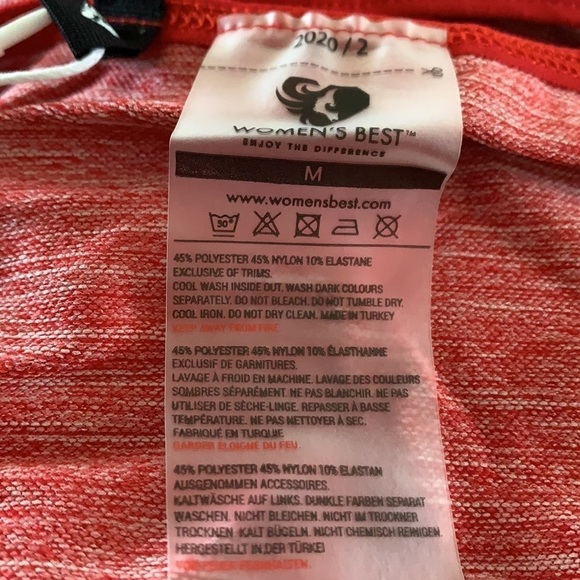 2020/2
WOMEN'S BEST™
ENJOY THE DIFFERENCE
M
www.womensbest.com
50°
45% POLYESTER 45% NYLON 10% ELASTANE
EXCLUSIVE OF TRIMS.
COOL WASH INSIDE OUT. WASH DARK COLOURS
SEPARATELY. DO NOT BLEACH. DO NOT TUMBLE DRY.
COOL IRON. DO NOT DRY CLEAN. MADE IN TURKEY
KEEP AWAY FROM FIRE
45% POLYESTER 45% NYLON 10% ÉLASTHANNE
EXCLUSIF DE GARNITURES.
LAVAGE À FROID EN MACHINE. LAVAGE DES COULEURS
SOMBRES SÉPARÉMENT. NE PAS BLANCHIR. NE PAS
UTILISER DE SÈCHE-LINGE. REPASSER À BASSE
TEMPÉRATURE. NE PAS NETTOYER À SEC.
FABRIQUÉ EN TURQUIE
GARDER ELOIGNE DU FEU.
45% POLYESTER 45% NYLON 10% ELASTAN
AUSGENOMMEN ACCESSOIRES.
KALTWÄSCHE AUF LINKS. DUNKLE FARBEN SEPARAT
WASCHEN. NICHT BLEICHEN. NICHT IM TROCKNER
TROCKNEN. KALT BÜGELN. NICHT CHEMISCH REINIGEN.
HERGESTELLT IN DER TÜRKEI
FERNHALTEN.